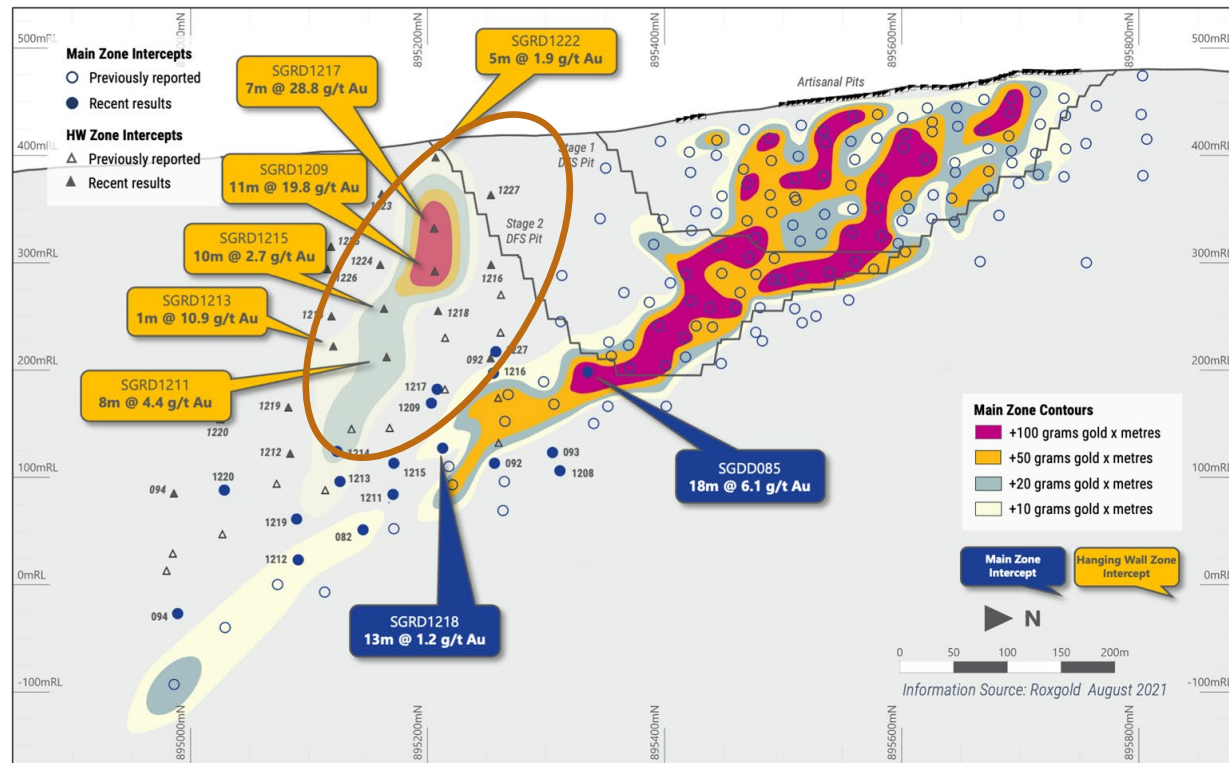 500mRL
400mRL
300mRL
200mRL
100mRL
0mRL
-100mRL
895200mN
895400mN
895600mN
895800mN
500mRL
400mRL
300mRL
200mRL
100mRL
0mRL
-100mRL
Main Zone Intercepts
Previously reported
Recent results
HW Zone Intercepts
Previously reported
Recent results
SGRD1222
5m @ 1.9 g/t Au
SGRD1217
7m @ 28.8 g/t Au
SGRD1209
11m @ 19.8 g/t Au
SGRD1215
10m @ 2.7 g/t Au
SGRD1213
1m @ 10.9 g/t Au
SGRD1211
8m @ 4.4 g/t Au
Artisanal Pits
Stage 1
DFS Pit
Stage 2
DFS Pit
1227
1224
1226
1216
1218
1227
092
1216
1217
1209
1219
1220
1212
1214
1213
1215
1211
092
093
1208
094
1220
1219
082
1212
094
SGDD085
18m @ 6.1 g/t Au
SGRD1218
13m @ 1.2 g/t Au
Main Zone Contours
+100 grams gold x metres
+50 grams gold x metres
+20 grams gold x metres
+10 grams gold x metres
Main Zone
Intercept
Hanging Wall Zone
Intercept
N
0 50 100 150 200m
Information Source: Roxgold August 2021
895000mN
895200mN
895400mN
895600mN
895800mN